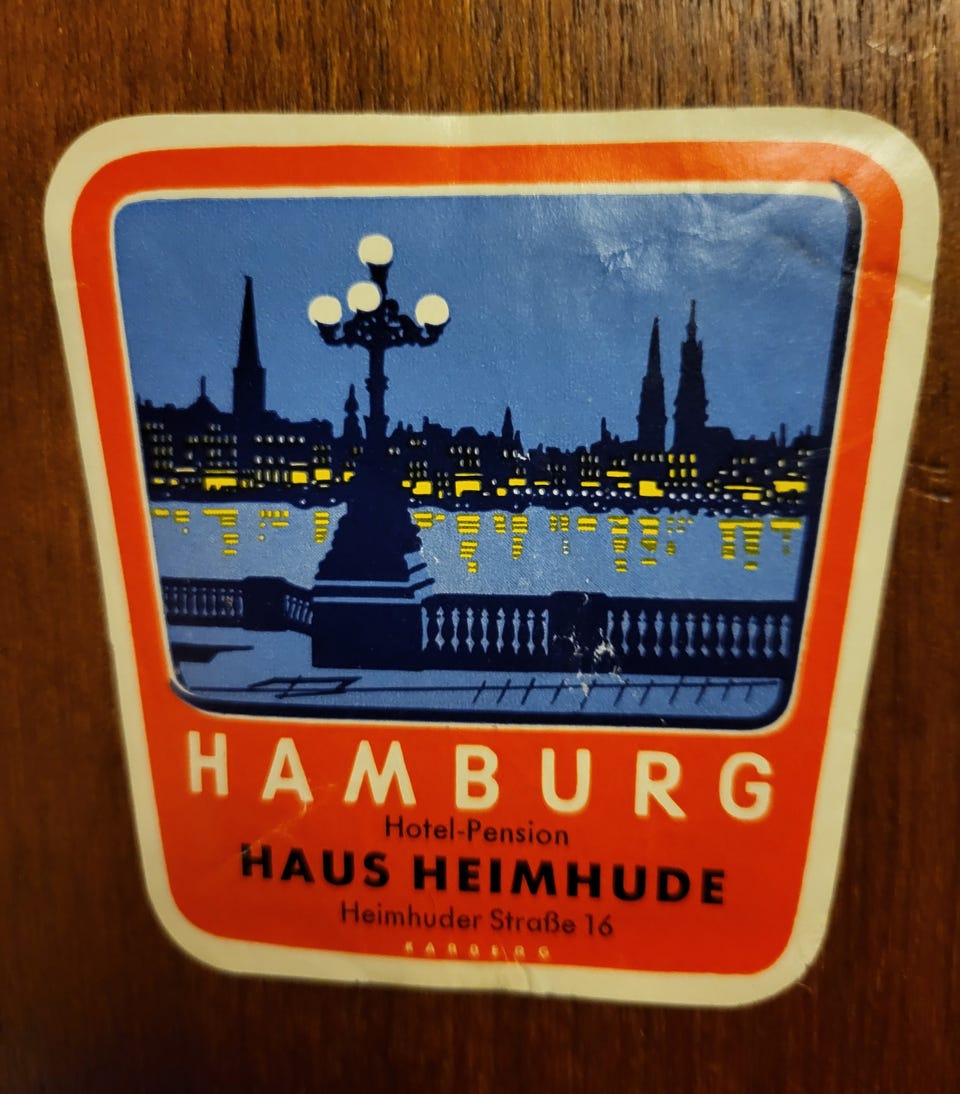 HAMBURG
Hotel-Pension
HAUS HEIMHUDE
Heimhuder Straße 16